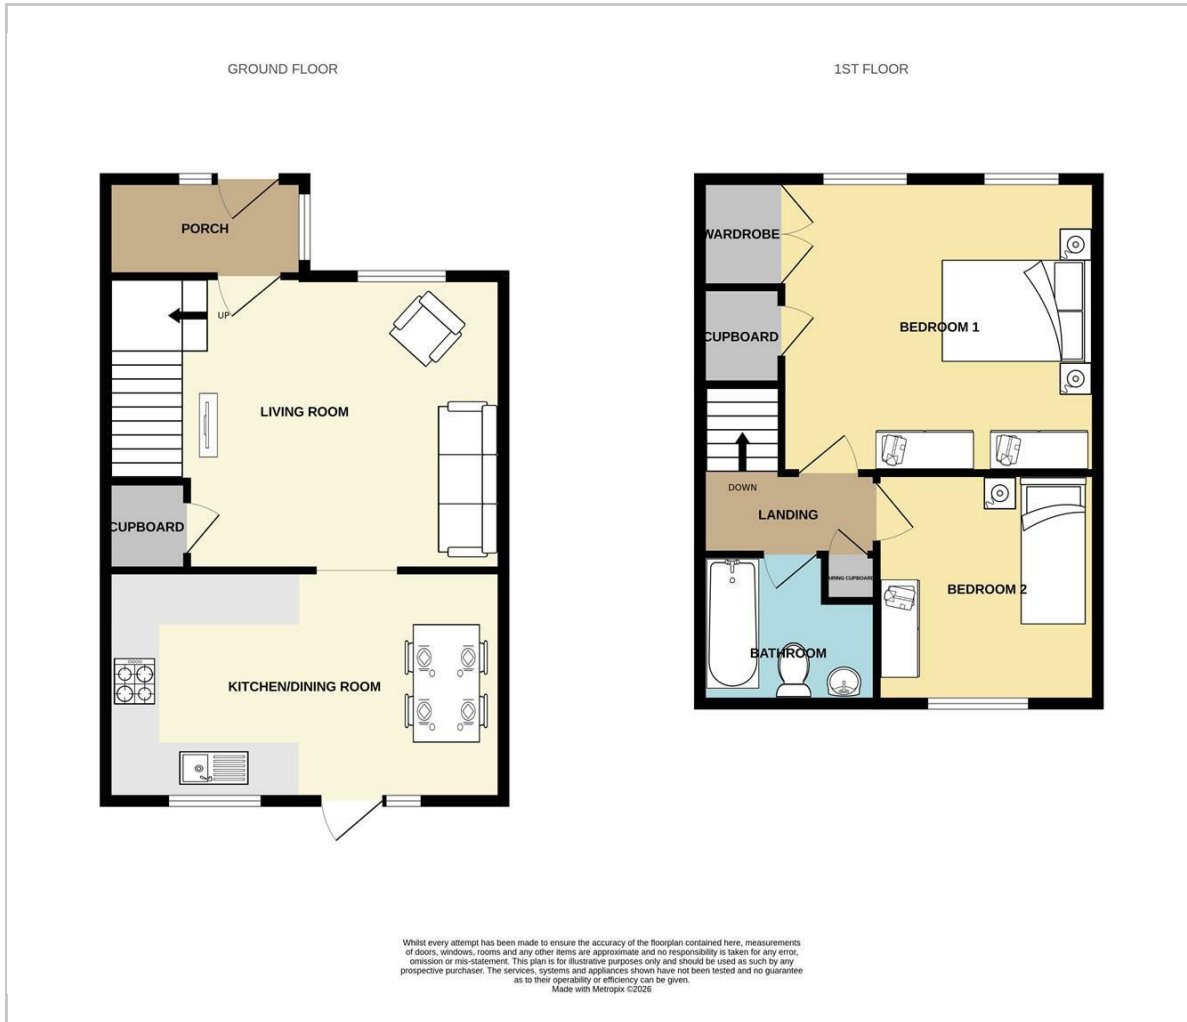 GROUND FLOOR
1ST FLOOR
PORCH
UP
LIVING ROOM
CUPBOARD
KITCHEN/DINING ROOM
WARDROBE
CUPBOARD
BEDROOM 1
DOWN
LANDING
AIRING CUPBOARD
BEDROOM 2
BATHROOM
Whilst every attempt has been made to ensure the accuracy of the floorplan contained here, measurements
of doors, windows, rooms and any other items are approximate and no responsibility is taken for any error,
omission or mis-statement. This plan is for illustrative purposes only and should be used as such by any
prospective purchaser. The services, systems and appliances shown have not been tested and no guarantee
as to their operability or efficiency can be given.
Made with Metropix ©2026